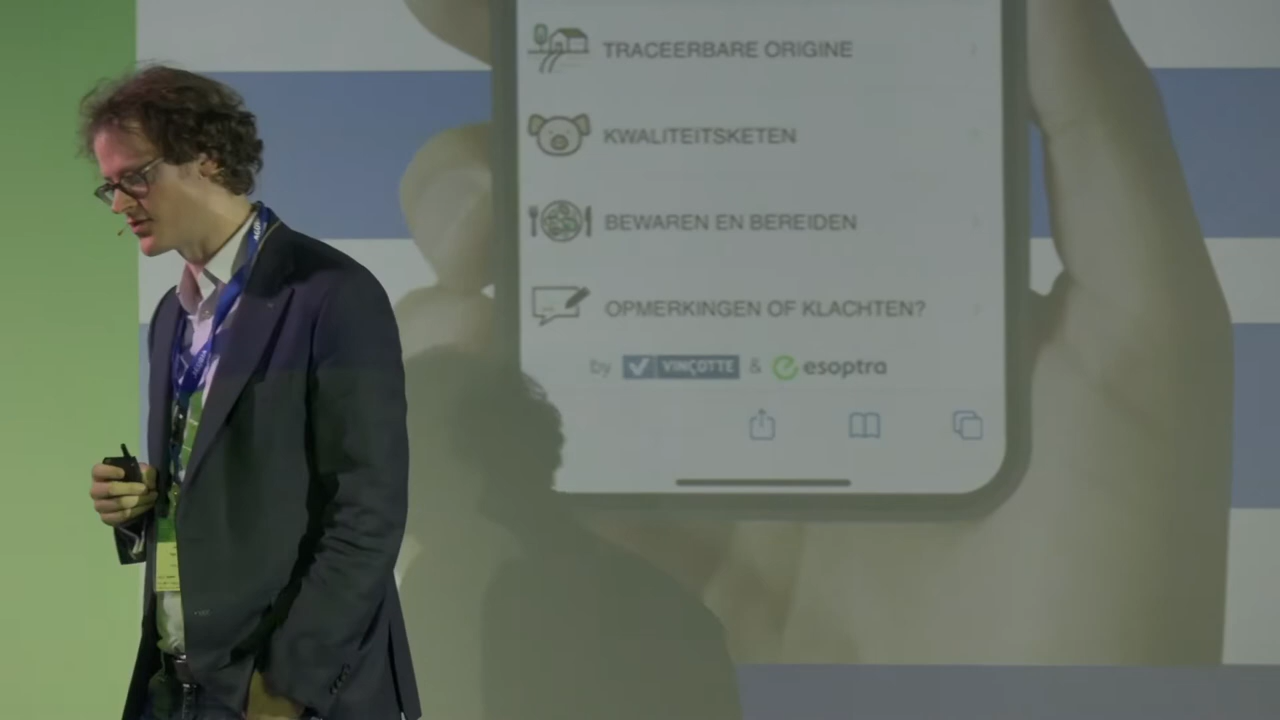 TRACEERBARE ORIGINE
KWALITEITSKETEN
BEWAREN EN BEREIDEN
OPMERKINGEN OF KLACHTEN?
by VINÇOTTE & esoptra